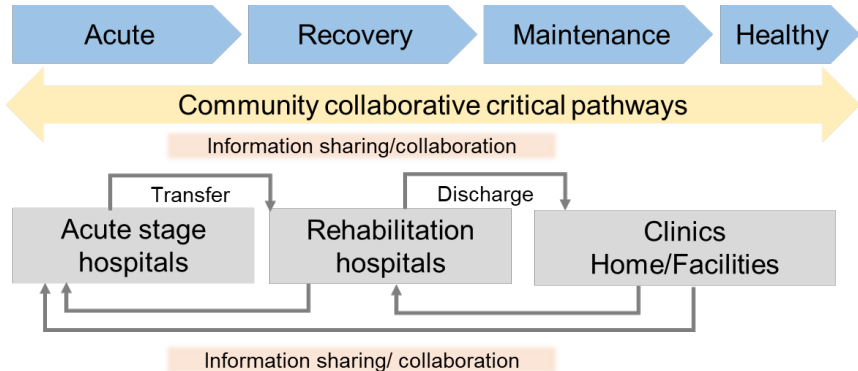 Acute
Recovery
Maintenance
Healthy
Community collaborative critical pathways
Information sharing/collaboration
Transfer
Discharge
Acute stage
hospitals
Rehabilitation
hospitals
Clinics
Home/Facilities
Information sharing/ collaboration